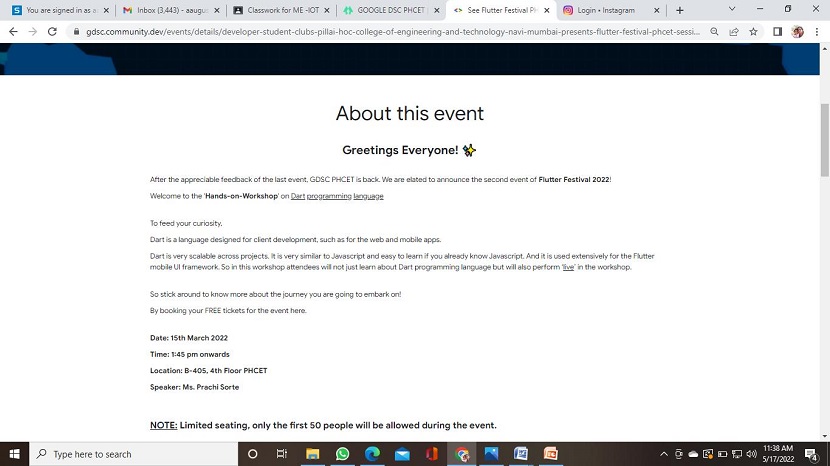 You are signed in as a
Inbox (3,443) - aaugus
Classwork for ME -IOT
GOOGLE DSC PHCET
See Flutter Festival PH
Login • Instagram
gdsc.community.dev/events/details/developer-student-clubs-pillai-hoc-college-of-engineering-and-technology-navi-mumbai-presents-flutter-festival-phcet-sessi...
About this event
Greetings Everyone! ✨
After the appreciable feedback of the last event, GDSC PHCET is back. We are elated to announce the second event of Flutter Festival 2022!
Welcome to the 'Hands-on-Workshop' on Dart programming language
To feed your curiosity,
Dart is a language designed for client development, such as for the web and mobile apps.
Dart is very scalable across projects. It is very similar to Javascript and easy to learn if you already know Javascript. And it is used extensively for the Flutter
mobile UI framework. So in this workshop attendees will not just learn about Dart programming language but will also perform 'live' in the workshop.
So stick around to know more about the journey you are going to embark on!
By booking your FREE tickets for the event here.
Date: 15th March 2022
Time: 1:45 pm onwards
Location: B-405, 4th Floor PHCET
Speaker: Ms. Prachi Sorte
NOTE: Limited seating, only the first 50 people will be allowed during the event.
Type here to search
11:38 AM
5/17/2022
4